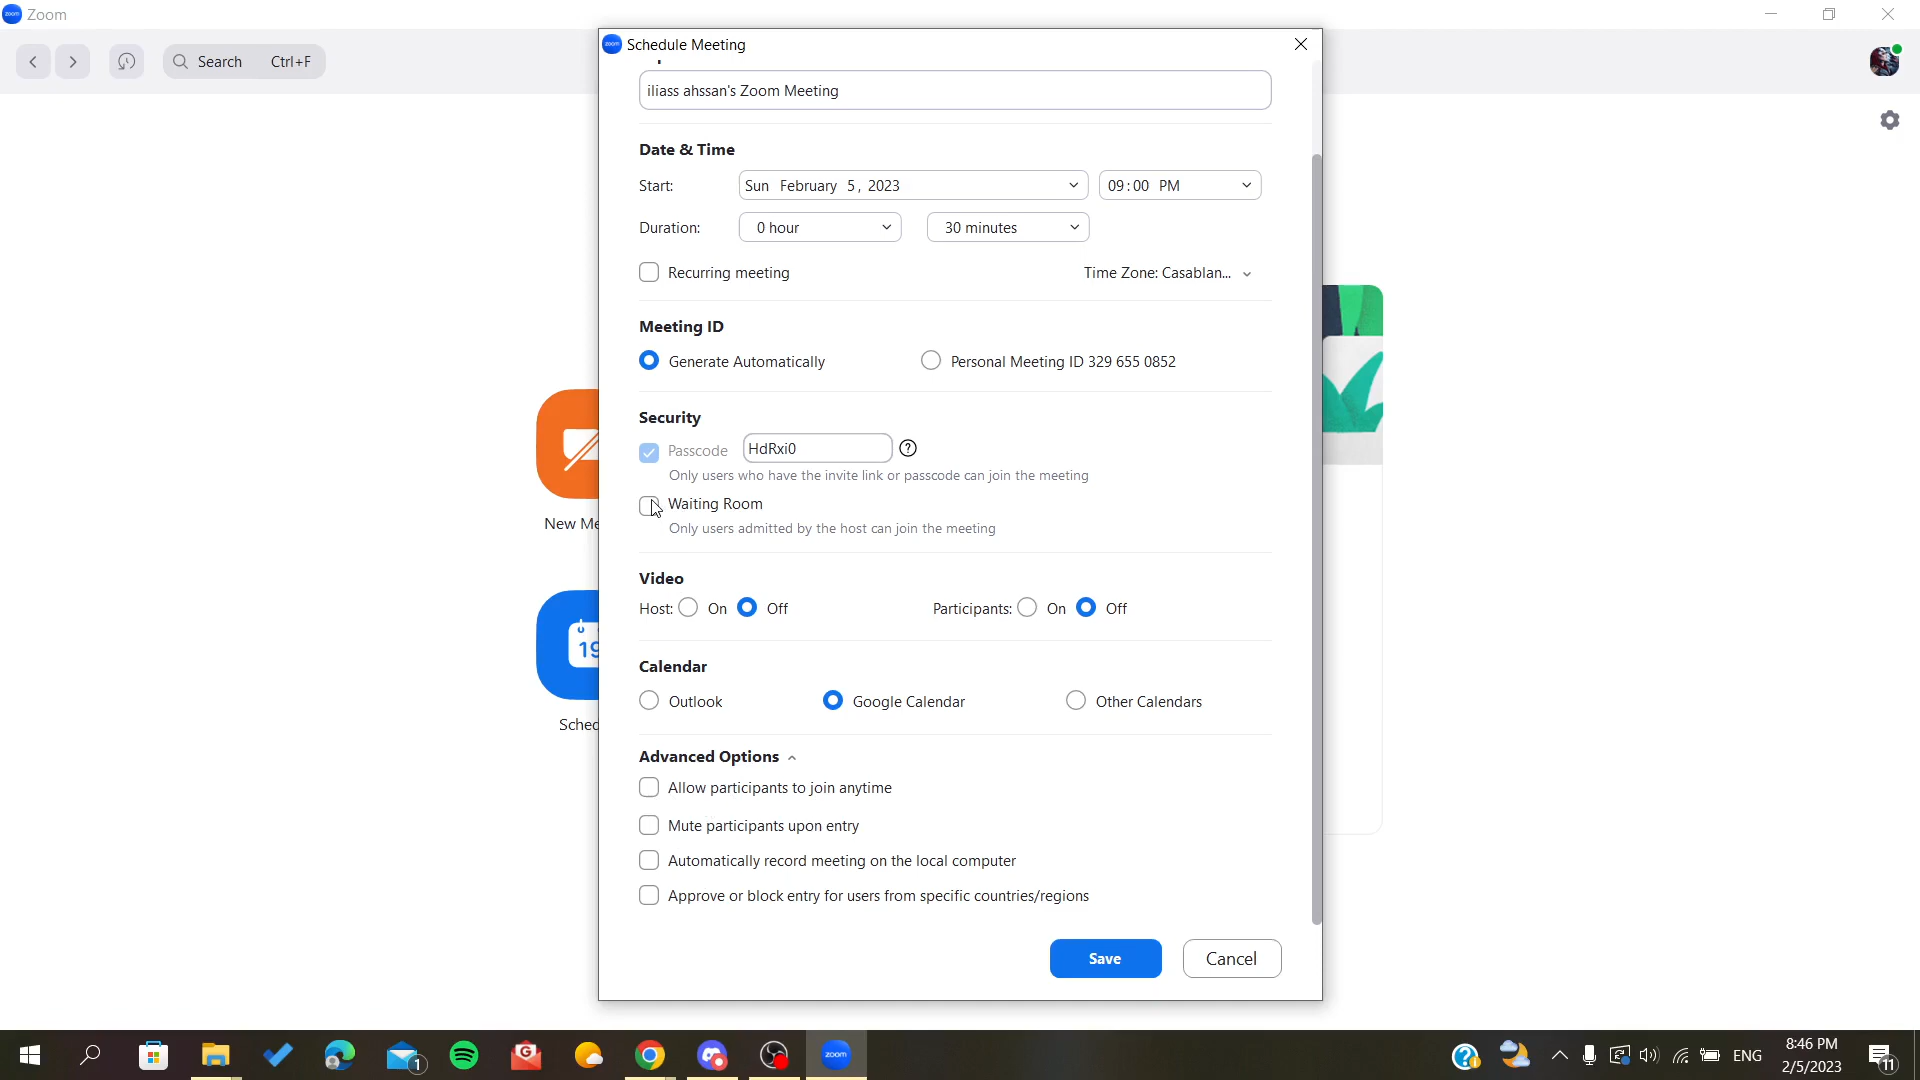 zoom Zoom
Search Ctrl+F
zoom Schedule Meeting
iliass ahssan's Zoom Meeting
Date & Time
Start: Sun February 5, 2023 09:00 PM
Duration: 0 hour 30 minutes
Recurring meeting Time Zone: Casablan...
Meeting ID
Generate Automatically Personal Meeting ID 329 655 0852
Security
Passcode HdRxi0 ?
Only users who have the invite link or passcode can join the meeting
Waiting Room
Only users admitted by the host can join the meeting
New Me
Video
Host: On Off Participants: On Off
19
Calendar
Outlook Google Calendar Other Calendars
Sched
Advanced Options
Allow participants to join anytime
Mute participants upon entry
Automatically record meeting on the local computer
Approve or block entry for users from specific countries/regions
Save Cancel
1 G zoom ? ENG 8:46 PM 11
2/5/2023